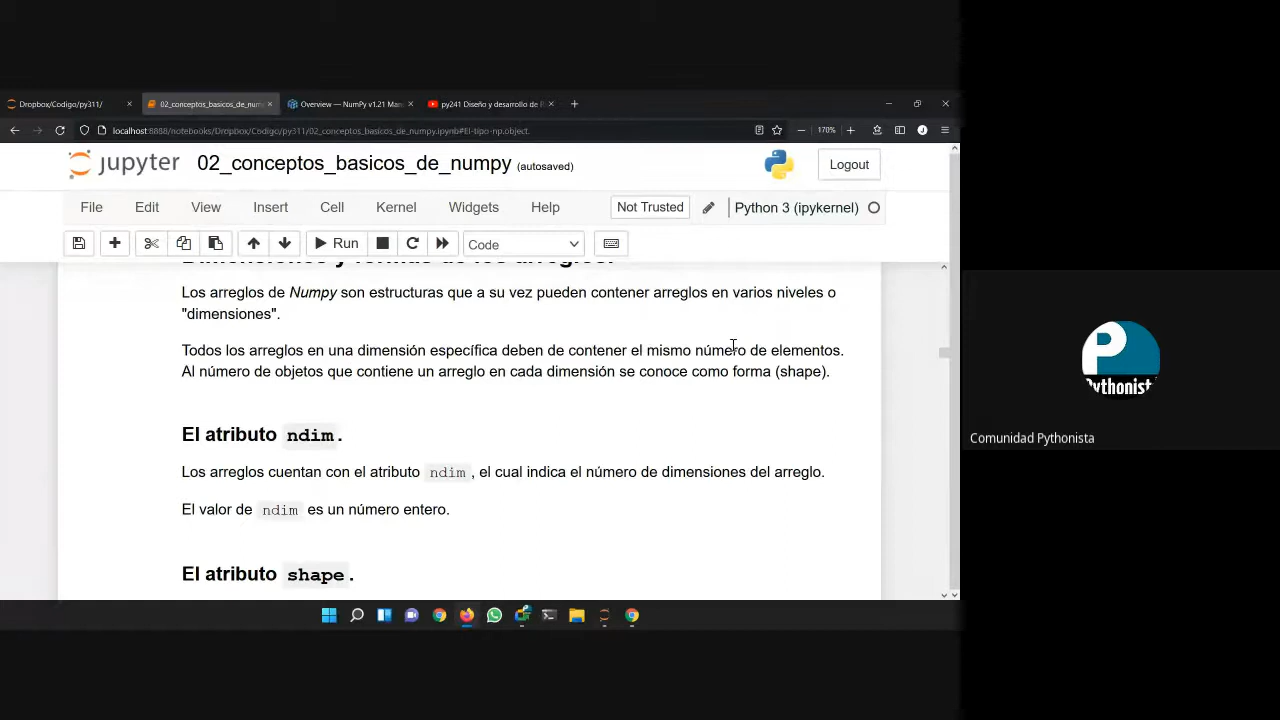 Dropbox/Codigo/py311/
02_conceptos_basicos_de_num
Overview — NumPy v1.21 Man
py241 Diseño y desarrollo de P
localhost:8888/notebooks/Dropbox/Codigo/py311/02_conceptos_basicos_de_numpy.ipynb#El-tipo-np.object.
170%
J
jupyter 02_conceptos_basicos_de_numpy (autosaved)
Logout
File Edit View Insert Cell Kernel Widgets Help
Not Trusted
Python 3 (ipykernel)
Run
Code
Dimensiones y formas de los arreglos.
Los arreglos de Numpy son estructuras que a su vez pueden contener arreglos en varios niveles o
"dimensiones".
Todos los arreglos en una dimensión específica deben de contener el mismo número de elementos.
Al número de objetos que contiene un arreglo en cada dimensión se conoce como forma (shape).
El atributo ndim.
Los arreglos cuentan con el atributo ndim, el cual indica el número de dimensiones del arreglo.
El valor de ndim es un número entero.
El atributo shape.
P
Pythonist
Comunidad Pythonista